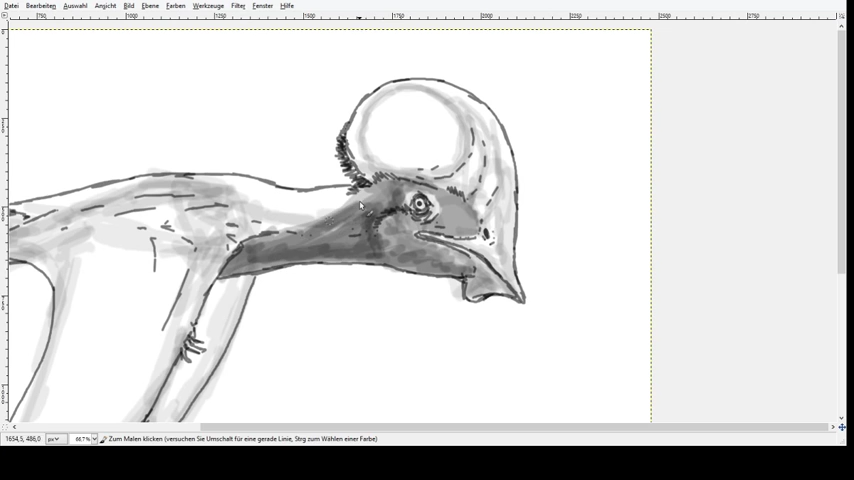 Datei Bearbeiten Auswahl Ansicht Bild Ebene Farben Werkzeuge Filter Fenster Hilfe
750 1000 1250 1500 1750 2000 2250 2500 2750
1654,5, 486,0 px 66,7% Zum Malen klicken (versuchen Sie Umschalt für eine gerade Linie, Strg zum Wählen einer Farbe)